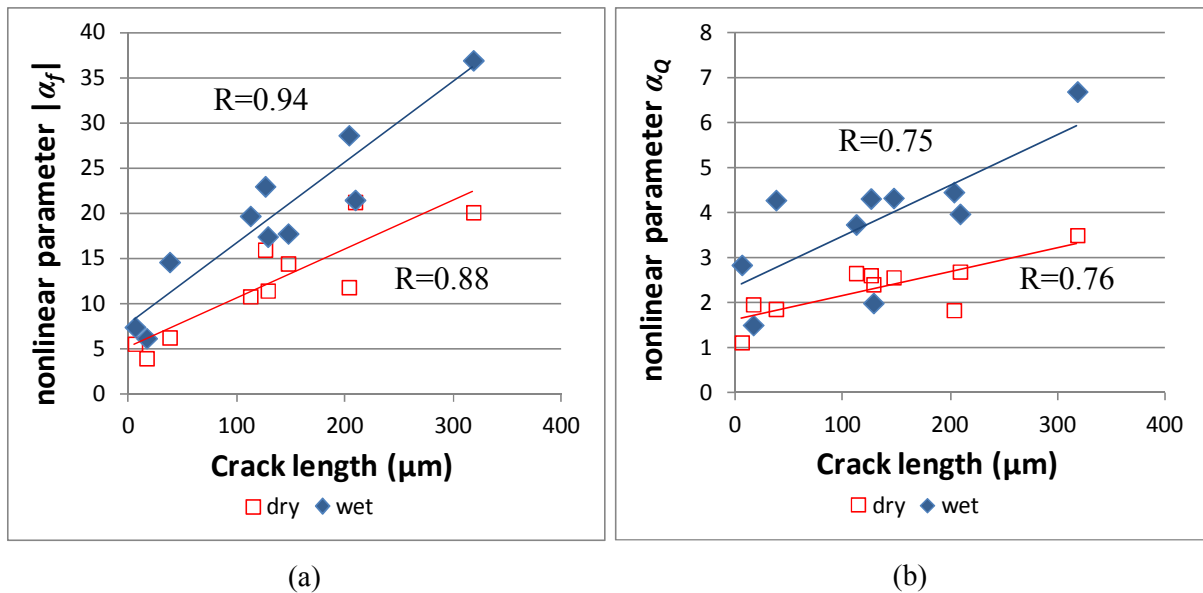 nonlinear parameter |α_f|
40
35
30
25
20
15
10
5
0
R=0.94
R=0.88
0 100 200 300 400
Crack length (μm)
dry wet
(a)
nonlinear parameter α_Q
8
7
6
5
4
3
2
1
0
R=0.75
R=0.76
0 100 200 300 400
Crack length (μm)
dry wet
(b)